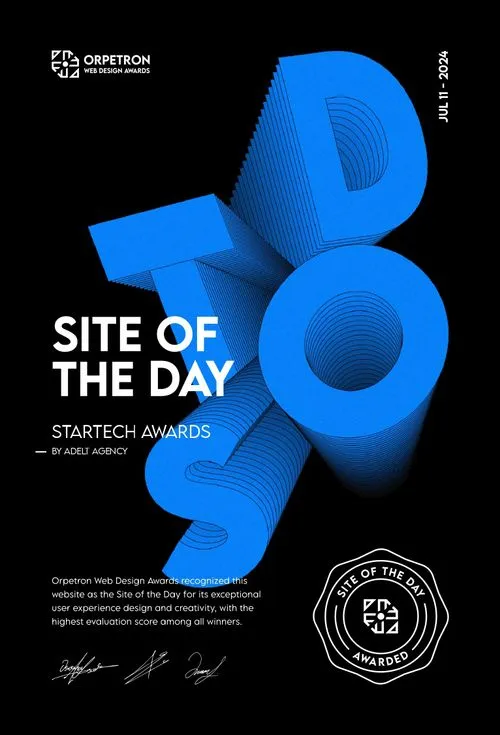 ORPETRON
WEB DESIGN AWARDS
JUL 11 - 2024
D
T
O
S
SITE OF
THE DAY
STARTECH AWARDS
BY ADELT AGENCY
Orpetron Web Design Awards recognized this
website as the Site of the Day for its exceptional
user experience design and creativity, with the
highest evaluation score among all winners.
SITE OF THE DAY
AWARDED